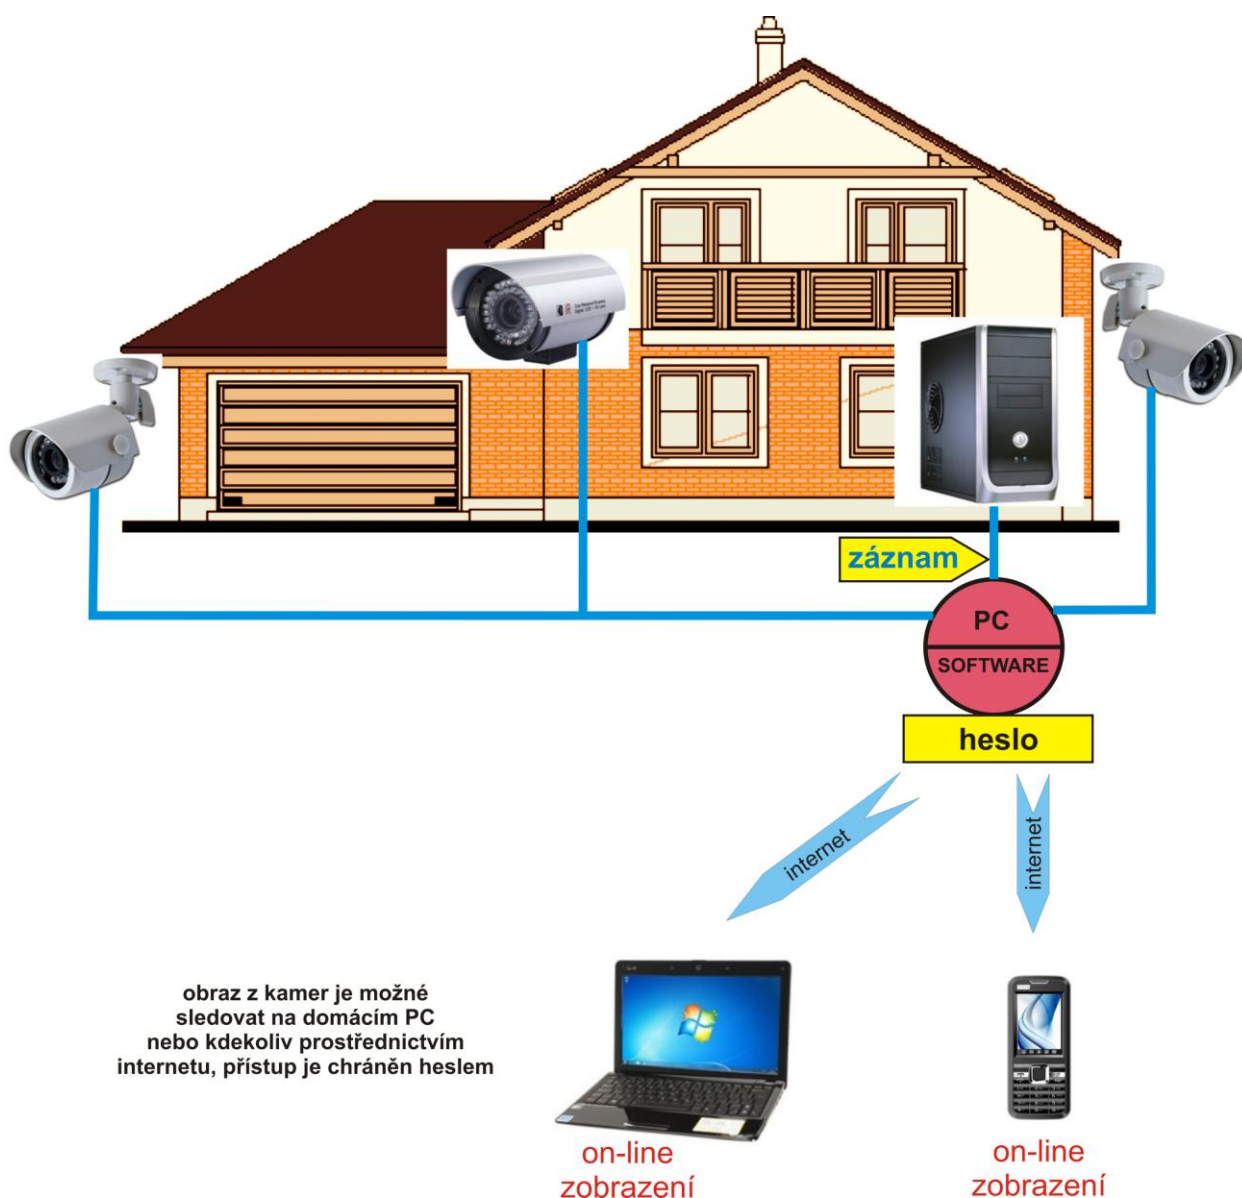 záznam
PC
SOFTWARE
heslo
internet
internet
obraz z kamer je možné
sledovat na domácím PC
nebo kdekoliv prostřednictvím
internetu, přístup je chráněn heslem
on-line
zobrazení
on-line
zobrazení